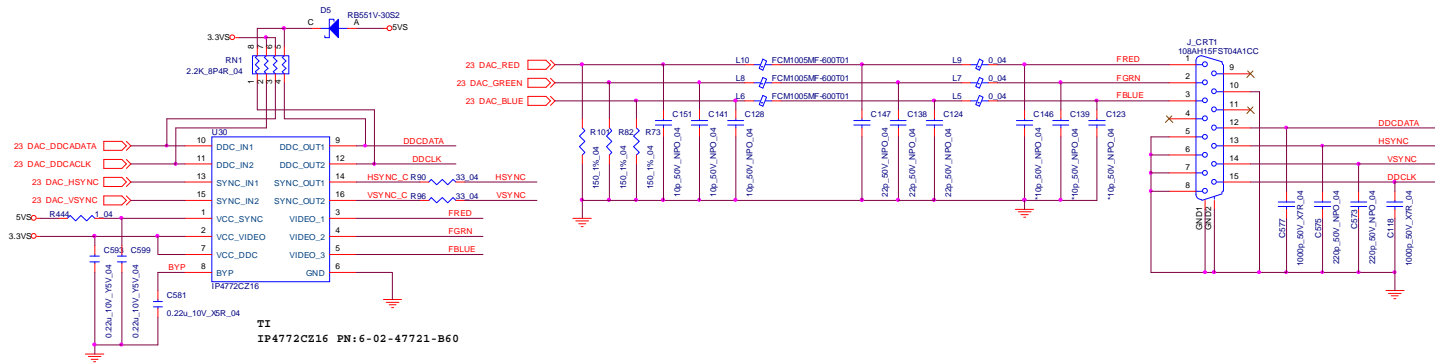 D5
RB551V-30S2
C
A
5VS
3.3VS
8
7
6
5
RN1
2.2K_8P4R_04
1
2
3
4
U30
23 DAC_DDCADATA
10
DDC_IN1
DDC_OUT1
9
DDCDATA
23 DAC_DDCACLK
11
DDC_IN2
DDC_OUT2
12
DDCLK
23 DAC_HSYNC
13
SYNC_IN1
SYNC_OUT1
14
HSYNC_C
R90
33_04
HSYNC
23 DAC_VSYNC
15
SYNC_IN2
SYNC_OUT2
16
VSYNC_C
R96
33_04
VSYNC
5VS
R444
1_04
1
VCC_SYNC
VIDEO_1
3
FRED
3.3VS
2
VCC_VIDEO
VIDEO_2
4
FGRN
7
VCC_DDC
VIDEO_3
5
FBLUE
BYP
8
BYP
GND
6
IP4772CZ16
C593
0.22u_10V_Y5V_04
C599
0.22u_10V_Y5V_04
C581
0.22u_10V_X5R_04
TI
IP4772CZ16 PN:6-02-47721-B60
23 DAC_RED
L10
FCM1005MF-600T01
L9
0_04
FRED
23 DAC_GREEN
L8
FCM1005MF-600T01
L7
0_04
FGRN
23 DAC_BLUE
L6
FCM1005MF-600T01
L5
0_04
FBLUE
R101
150_1%_04
R82
150_1%_04
R73
150_1%_04
C151
10p_50V_NPO_04
C141
10p_50V_NPO_04
C128
10p_50V_NPO_04
C147
22p_50V_NPO_04
C138
22p_50V_NPO_04
C124
22p_50V_NPO_04
C146
*10p_50V_NPO_04
C139
*10p_50V_NPO_04
C123
*10p_50V_NPO_04
J_CRT1
108AH15FST04A1CC
1
9
2
10
3
11
4
12
DDCDATA
5
13
HSYNC
6
14
VSYNC
7
15
DDCLK
8
GND1
GND2
C577
1000p_50V_X7R_04
C575
220p_50V_NPO_04
C573
220p_50V_NPO_04
C118
1000p_50V_X7R_04